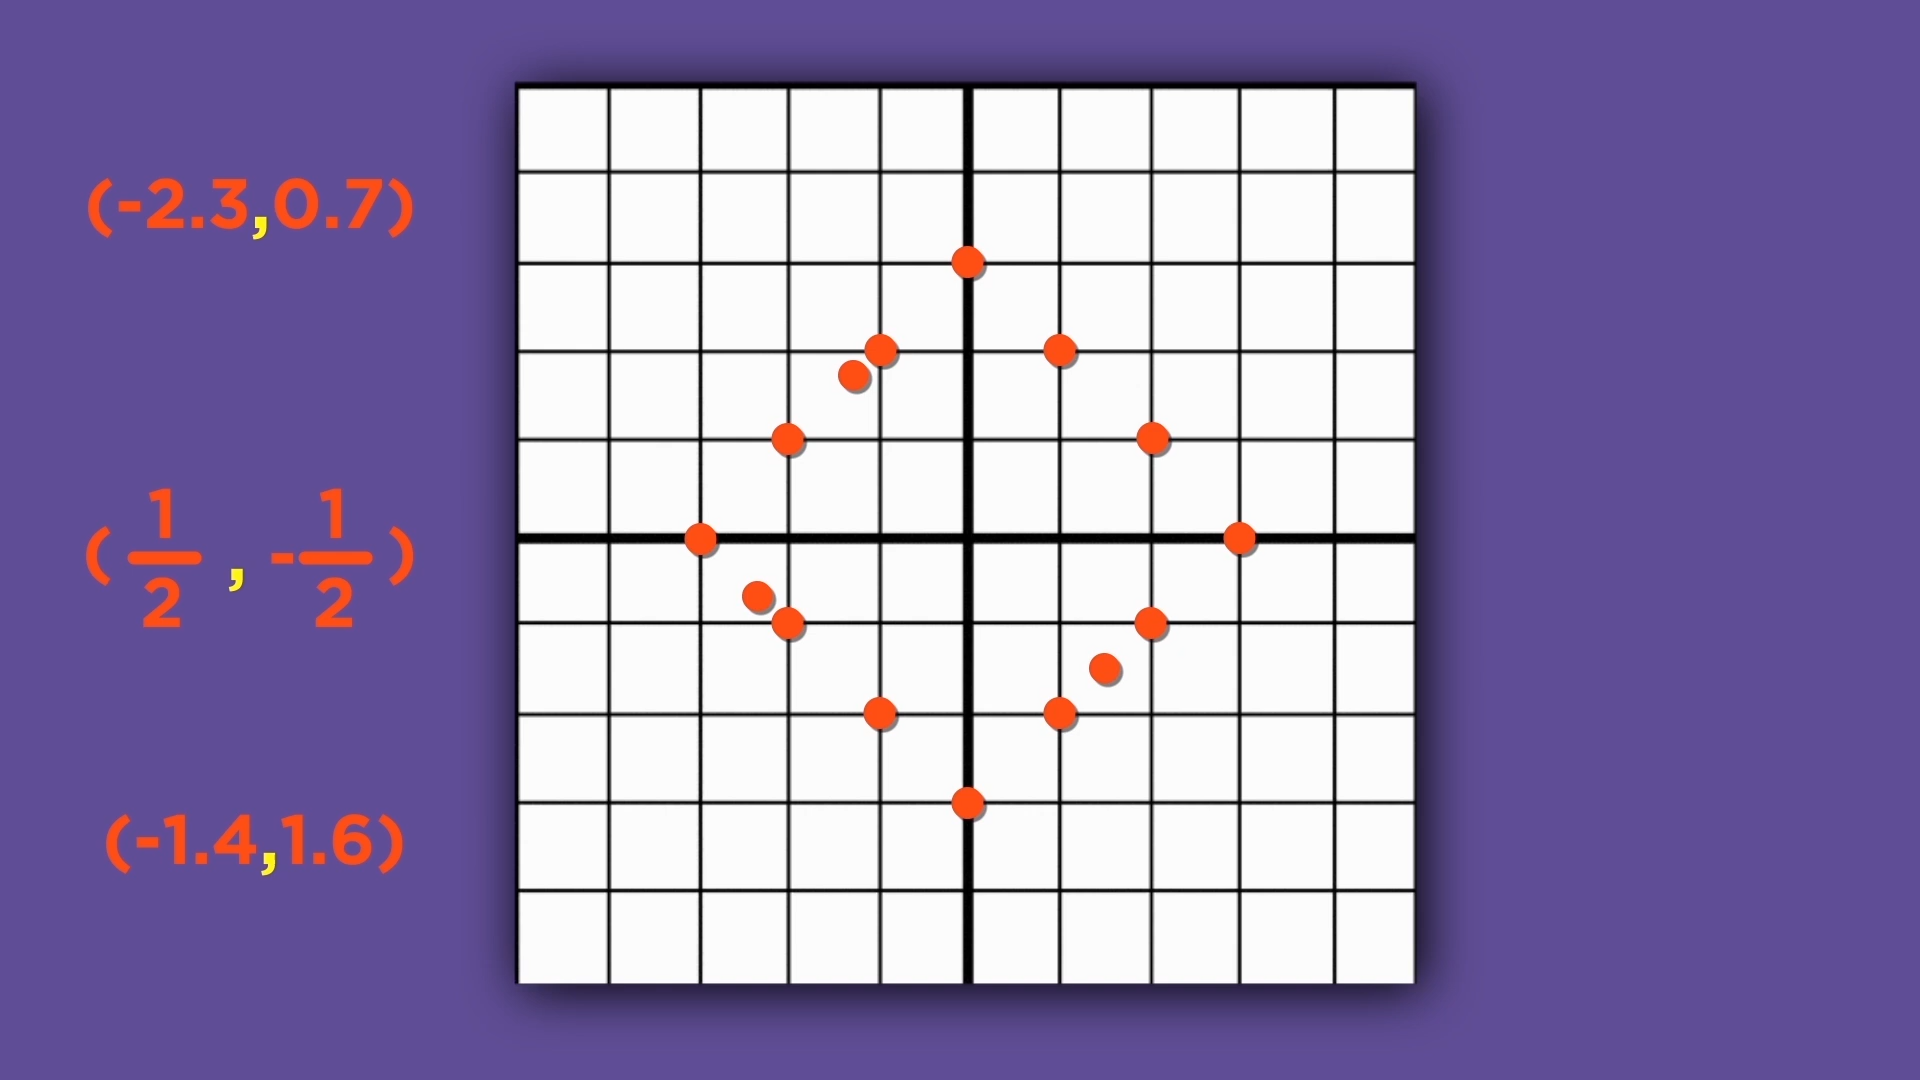 (-2.3,0.7)
(1/2, -1/2)
(-1.4,1.6)